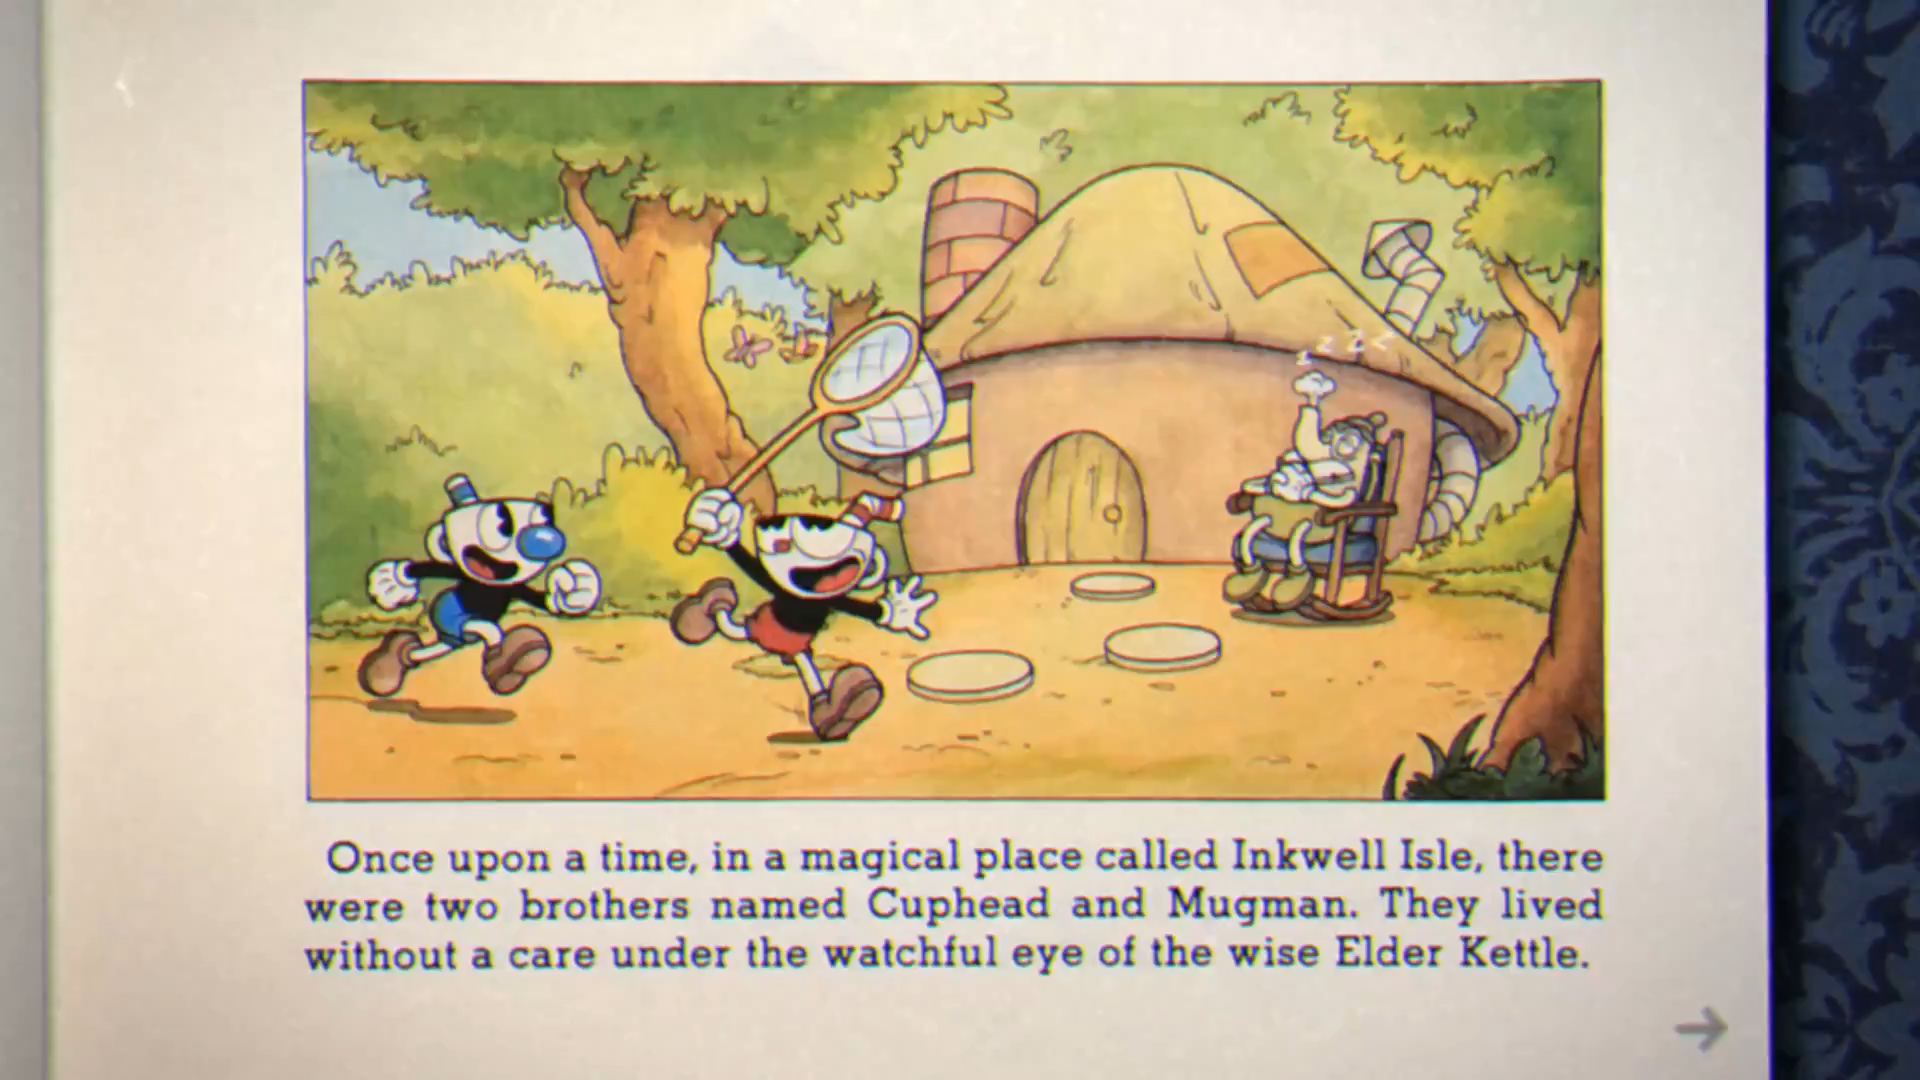 z z z z
Once upon a time, in a magical place called Inkwell Isle, there
were two brothers named Cuphead and Mugman. They lived
without a care under the watchful eye of the wise Elder Kettle.